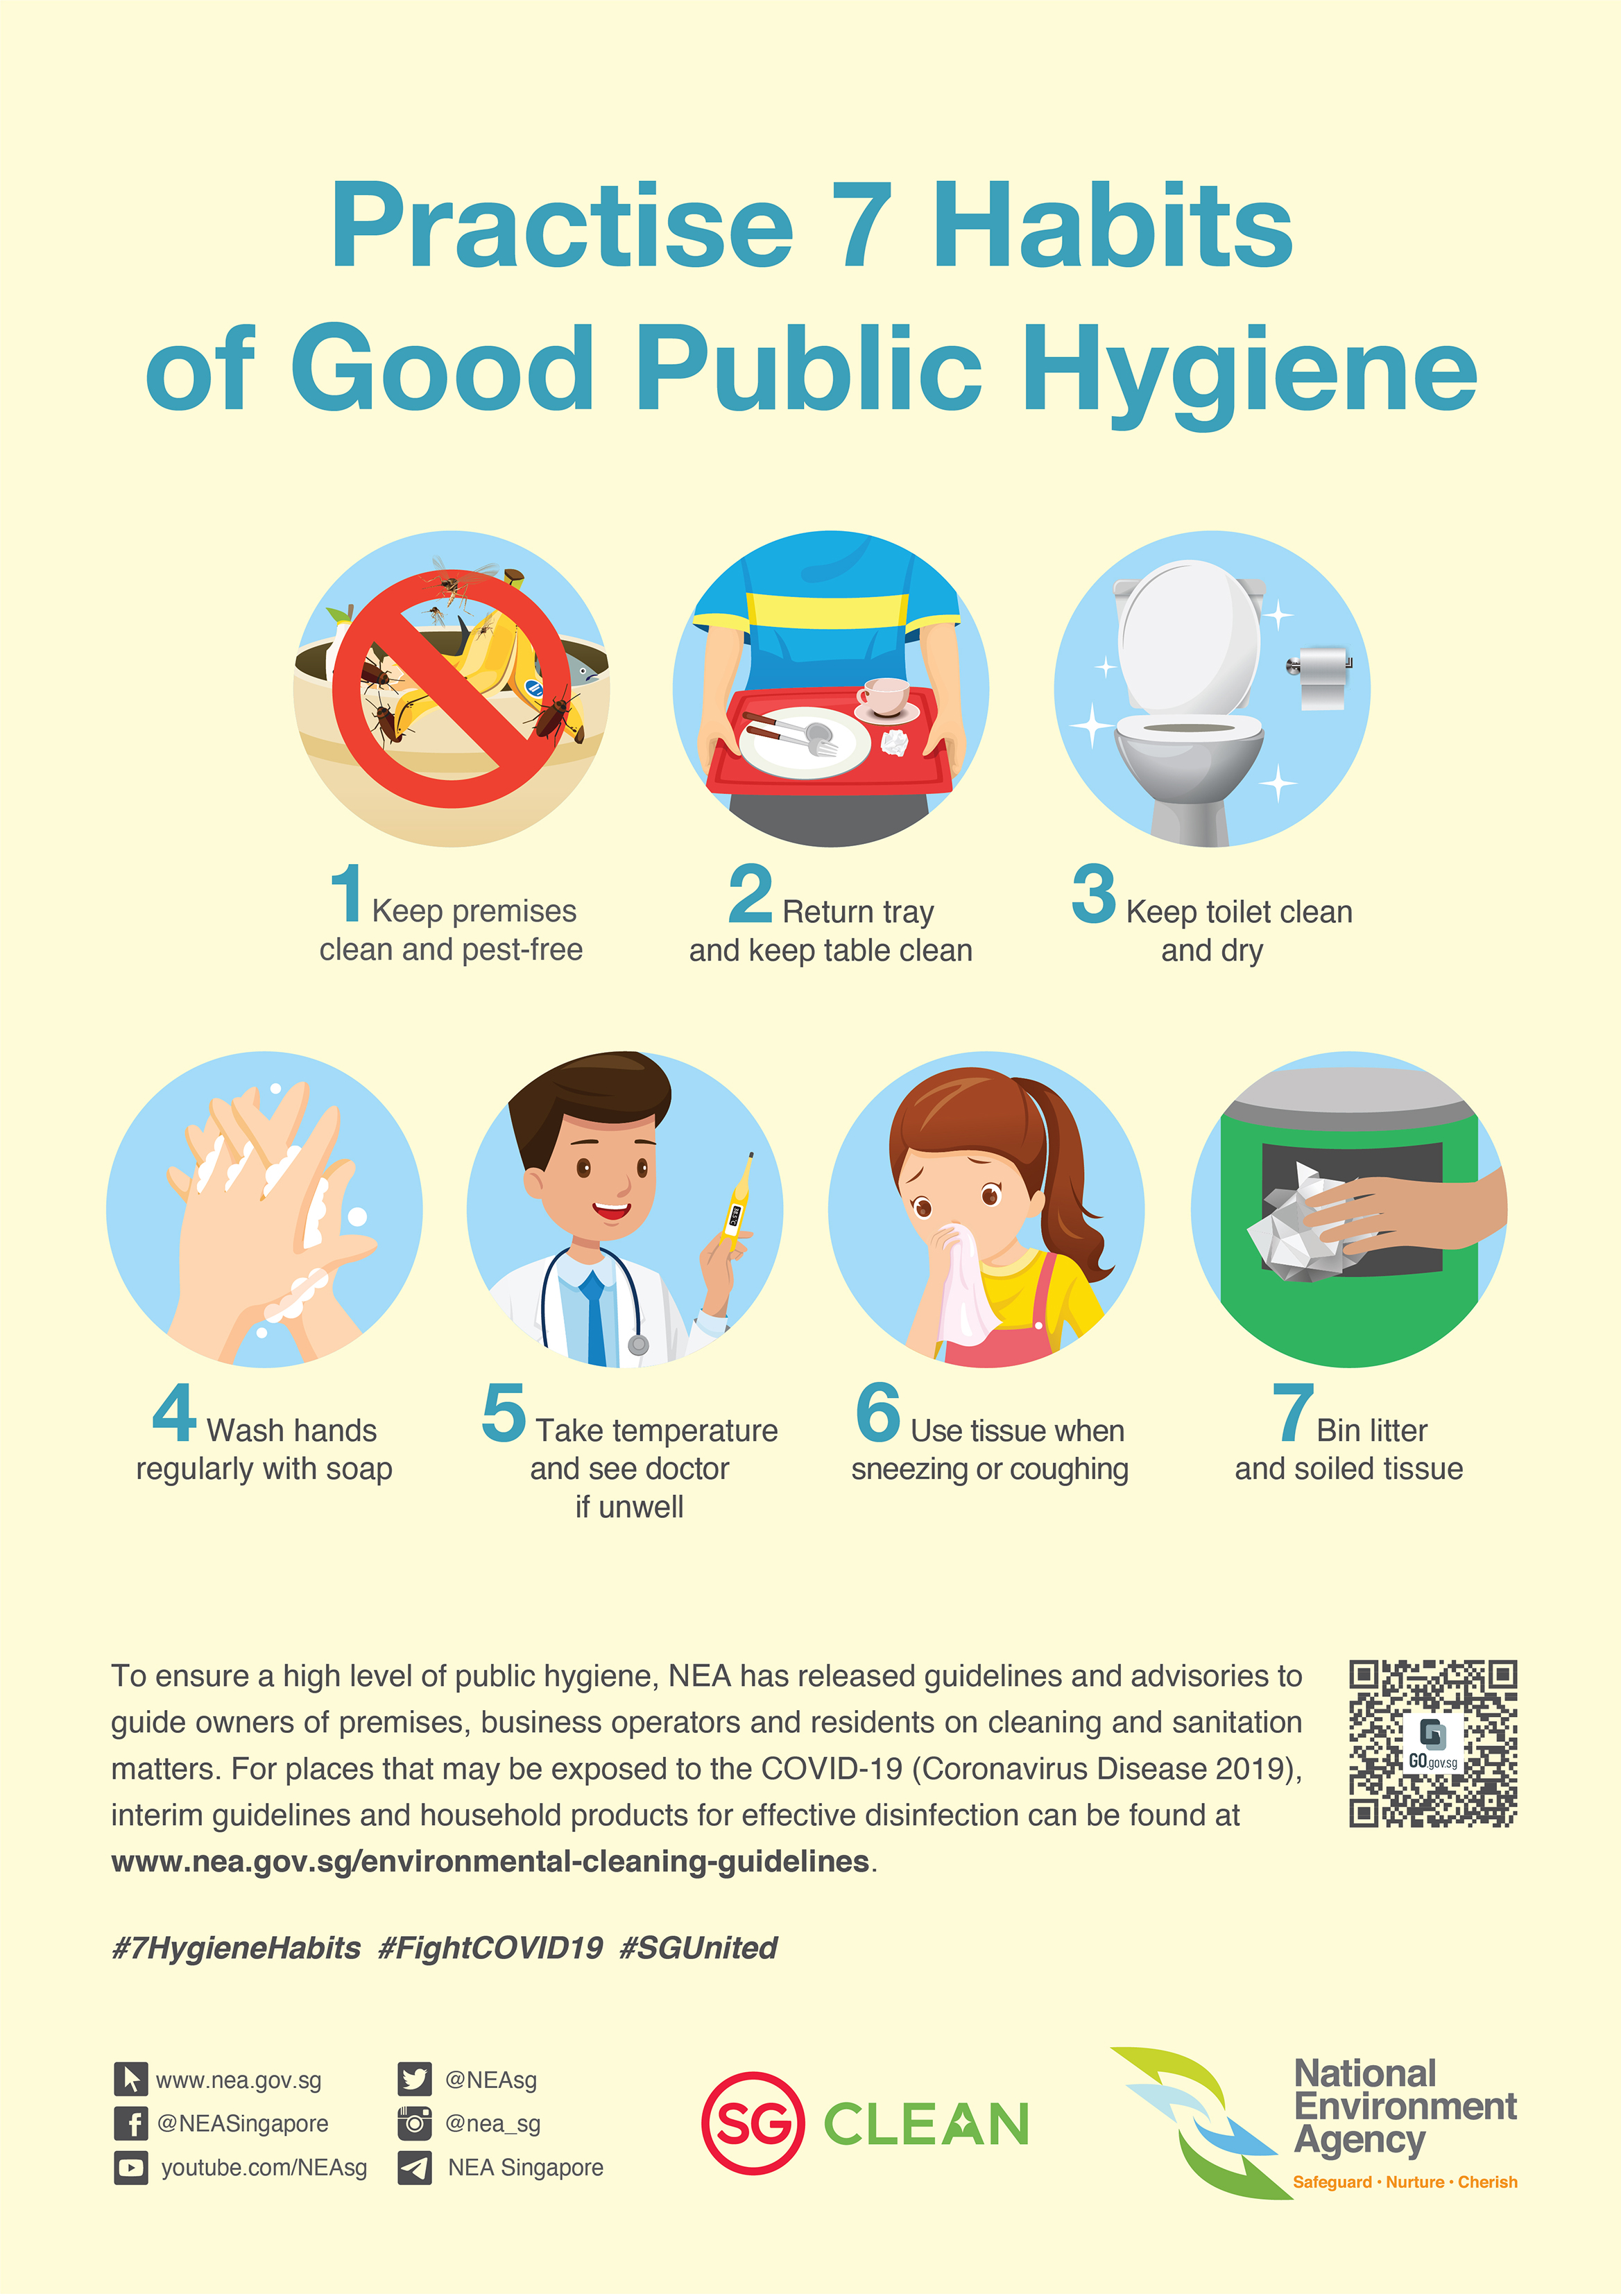 Practise 7 Habits
of Good Public Hygiene
1 Keep premises
clean and pest-free
2 Return tray
and keep table clean
3 Keep toilet clean
and dry
4 Wash hands
regularly with soap
5 Take temperature
and see doctor
if unwell
6 Use tissue when
sneezing or coughing
7 Bin litter
and soiled tissue
To ensure a high level of public hygiene, NEA has released guidelines and advisories to
guide owners of premises, business operators and residents on cleaning and sanitation
matters. For places that may be exposed to the COVID-19 (Coronavirus Disease 2019),
interim guidelines and household products for effective disinfection can be found at
www.nea.gov.sg/environmental-cleaning-guidelines.
GO.gov.sg
#7HygieneHabits #FightCOVID19 #SGUnited
www.nea.gov.sg
@NEASingapore
youtube.com/NEAsg
@NEAsg
@nea_sg
NEA Singapore
SG CLEAN
National
Environment
Agency
Safeguard · Nurture · Cherish